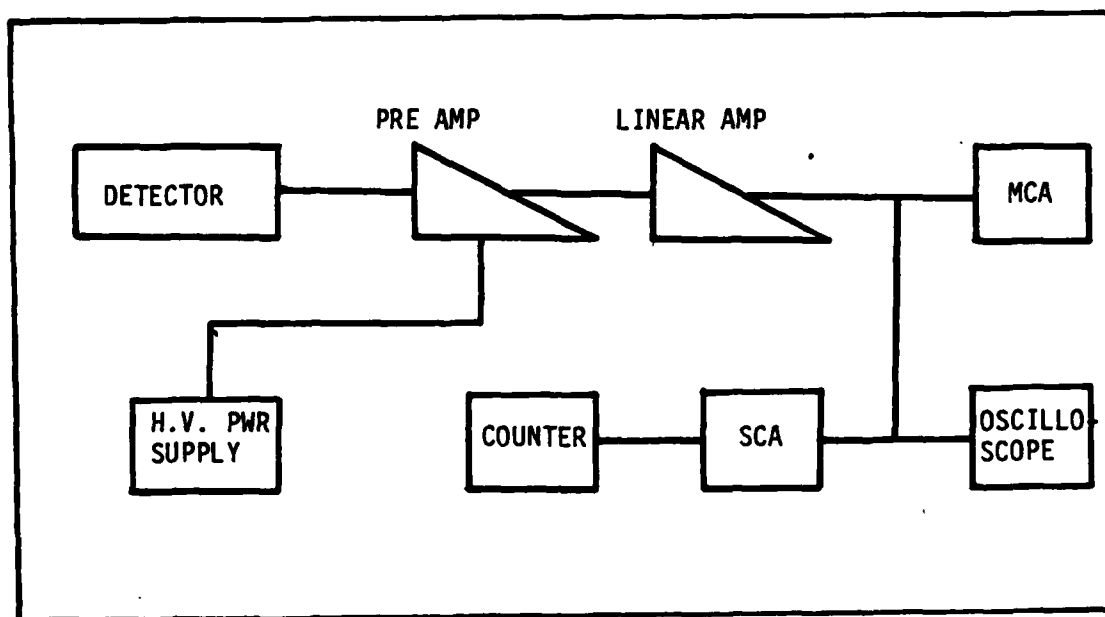 PRE AMP
LINEAR AMP
DETECTOR
MCA
H.V. PWR
SUPPLY
COUNTER
SCA
OSCILLO-
SCOPE